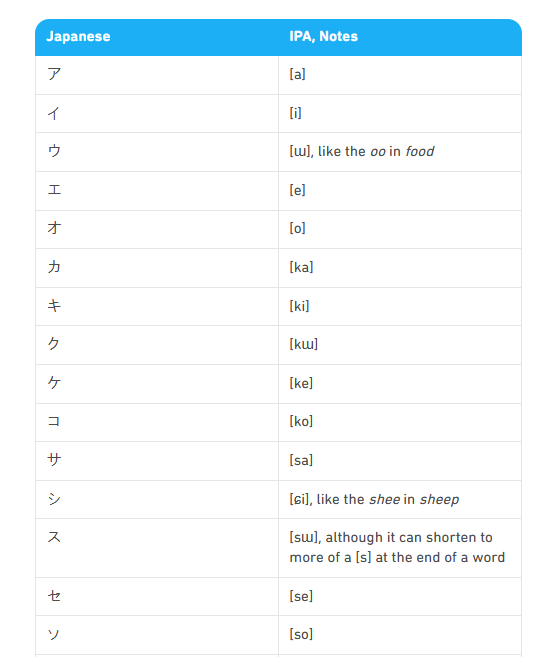 Japanese IPA, Notes
ア [a]
イ [i]
ウ [ɯ], like the oo in food
エ [e]
オ [o]
カ [ka]
キ [ki]
ク [kɯ]
ケ [ke]
コ [ko]
サ [sa]
シ [ɕi], like the shee in sheep
ス [sɯ], although it can shorten to
more of a [s] at the end of a word
セ [se]
ソ [so]